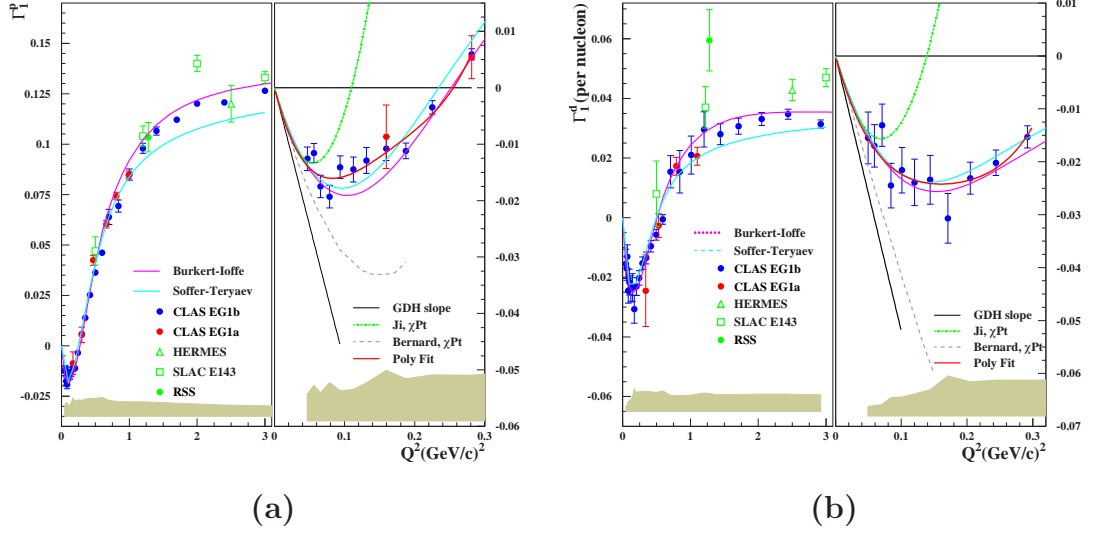 Γ₁ᵖ
0.15
0.125
0.1
0.075
0.05
0.025
0
-0.025
0
1
2
3
Burkert-Ioffe
Soffer-Teryaev
CLAS EG1b
CLAS EG1a
HERMES
SLAC E143
RSS
0.01
0
-0.01
-0.02
-0.03
-0.04
-0.05
-0.06
0.1
0.2
0.3
GDH slope
Ji, χPt
Bernard, χPt
Poly Fit
Q²(GeV/c)²
(a)
Γ₁ᵈ (per nucleon)
0.06
0.04
0.02
0
-0.02
-0.04
-0.06
0
1
2
3
Burkert-Ioffe
Soffer-Teryaev
CLAS EG1b
CLAS EG1a
HERMES
SLAC E143
RSS
0.01
0
-0.01
-0.02
-0.03
-0.04
-0.05
-0.06
-0.07
0.1
0.2
0.3
GDH slope
Ji, χPt
Bernard, χPt
Poly Fit
Q²(GeV/c)²
(b)